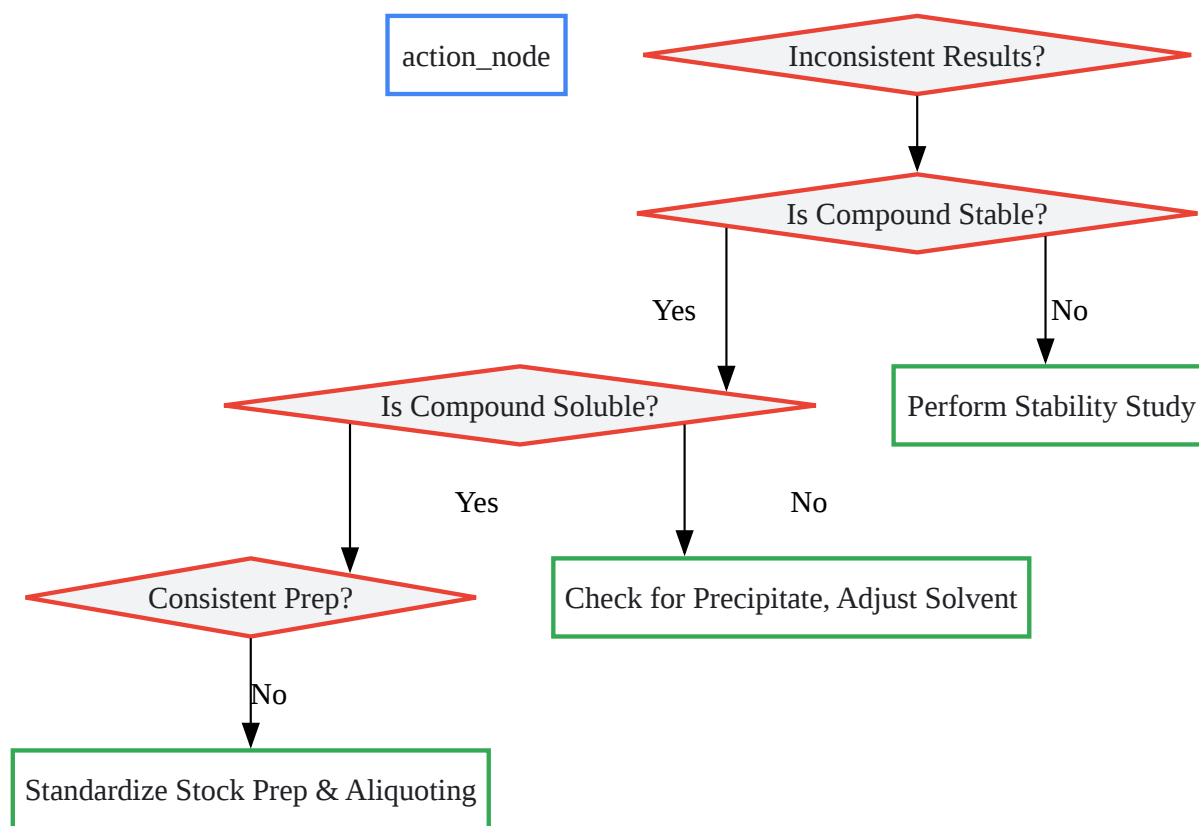 action_node
Inconsistent Results?
Is Compound Stable?
Yes
No
Is Compound Soluble?
Perform Stability Study
Yes
No
Consistent Prep?
Check for Precipitate, Adjust Solvent
No
Standardize Stock Prep & Aliquoting